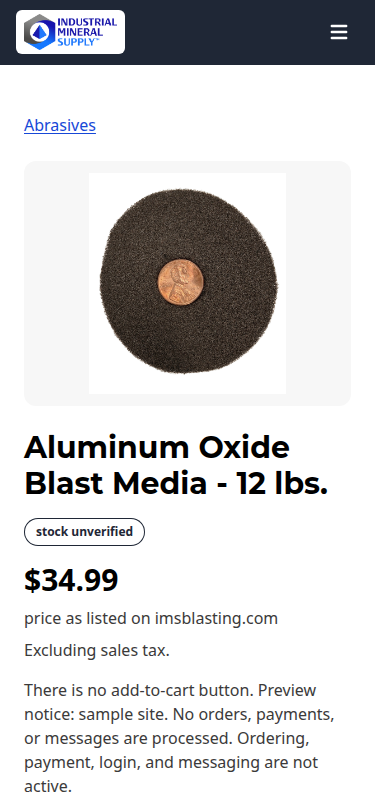 INDUSTRIAL
MINERAL
SUPPLY™
Abrasives
Aluminum Oxide
Blast Media - 12 lbs.
stock unverified
$34.99
price as listed on imsblasting.com
Excluding sales tax.
There is no add-to-cart button. Preview
notice: sample site. No orders, payments,
or messages are processed. Ordering,
payment, login, and messaging are not
active.